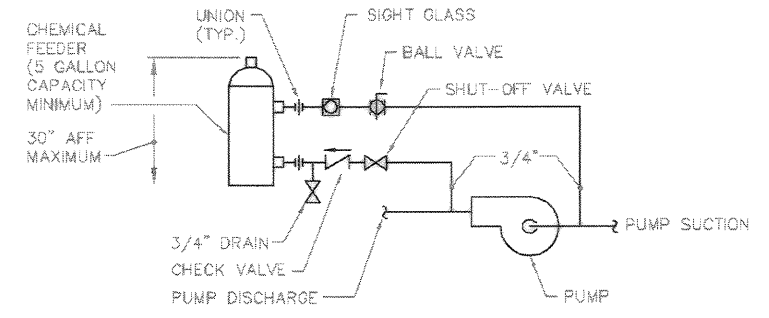 UNION
(TYP.)
SIGHT GLASS
CHEMICAL
FEEDER
(5 GALLON
CAPACITY
MINIMUM)
BALL VALVE
SHUT-OFF VALVE
30" AFF
MAXIMUM
3/4"
3/4" DRAIN
CHECK VALVE
PUMP DISCHARGE
PUMP SUCTION
PUMP